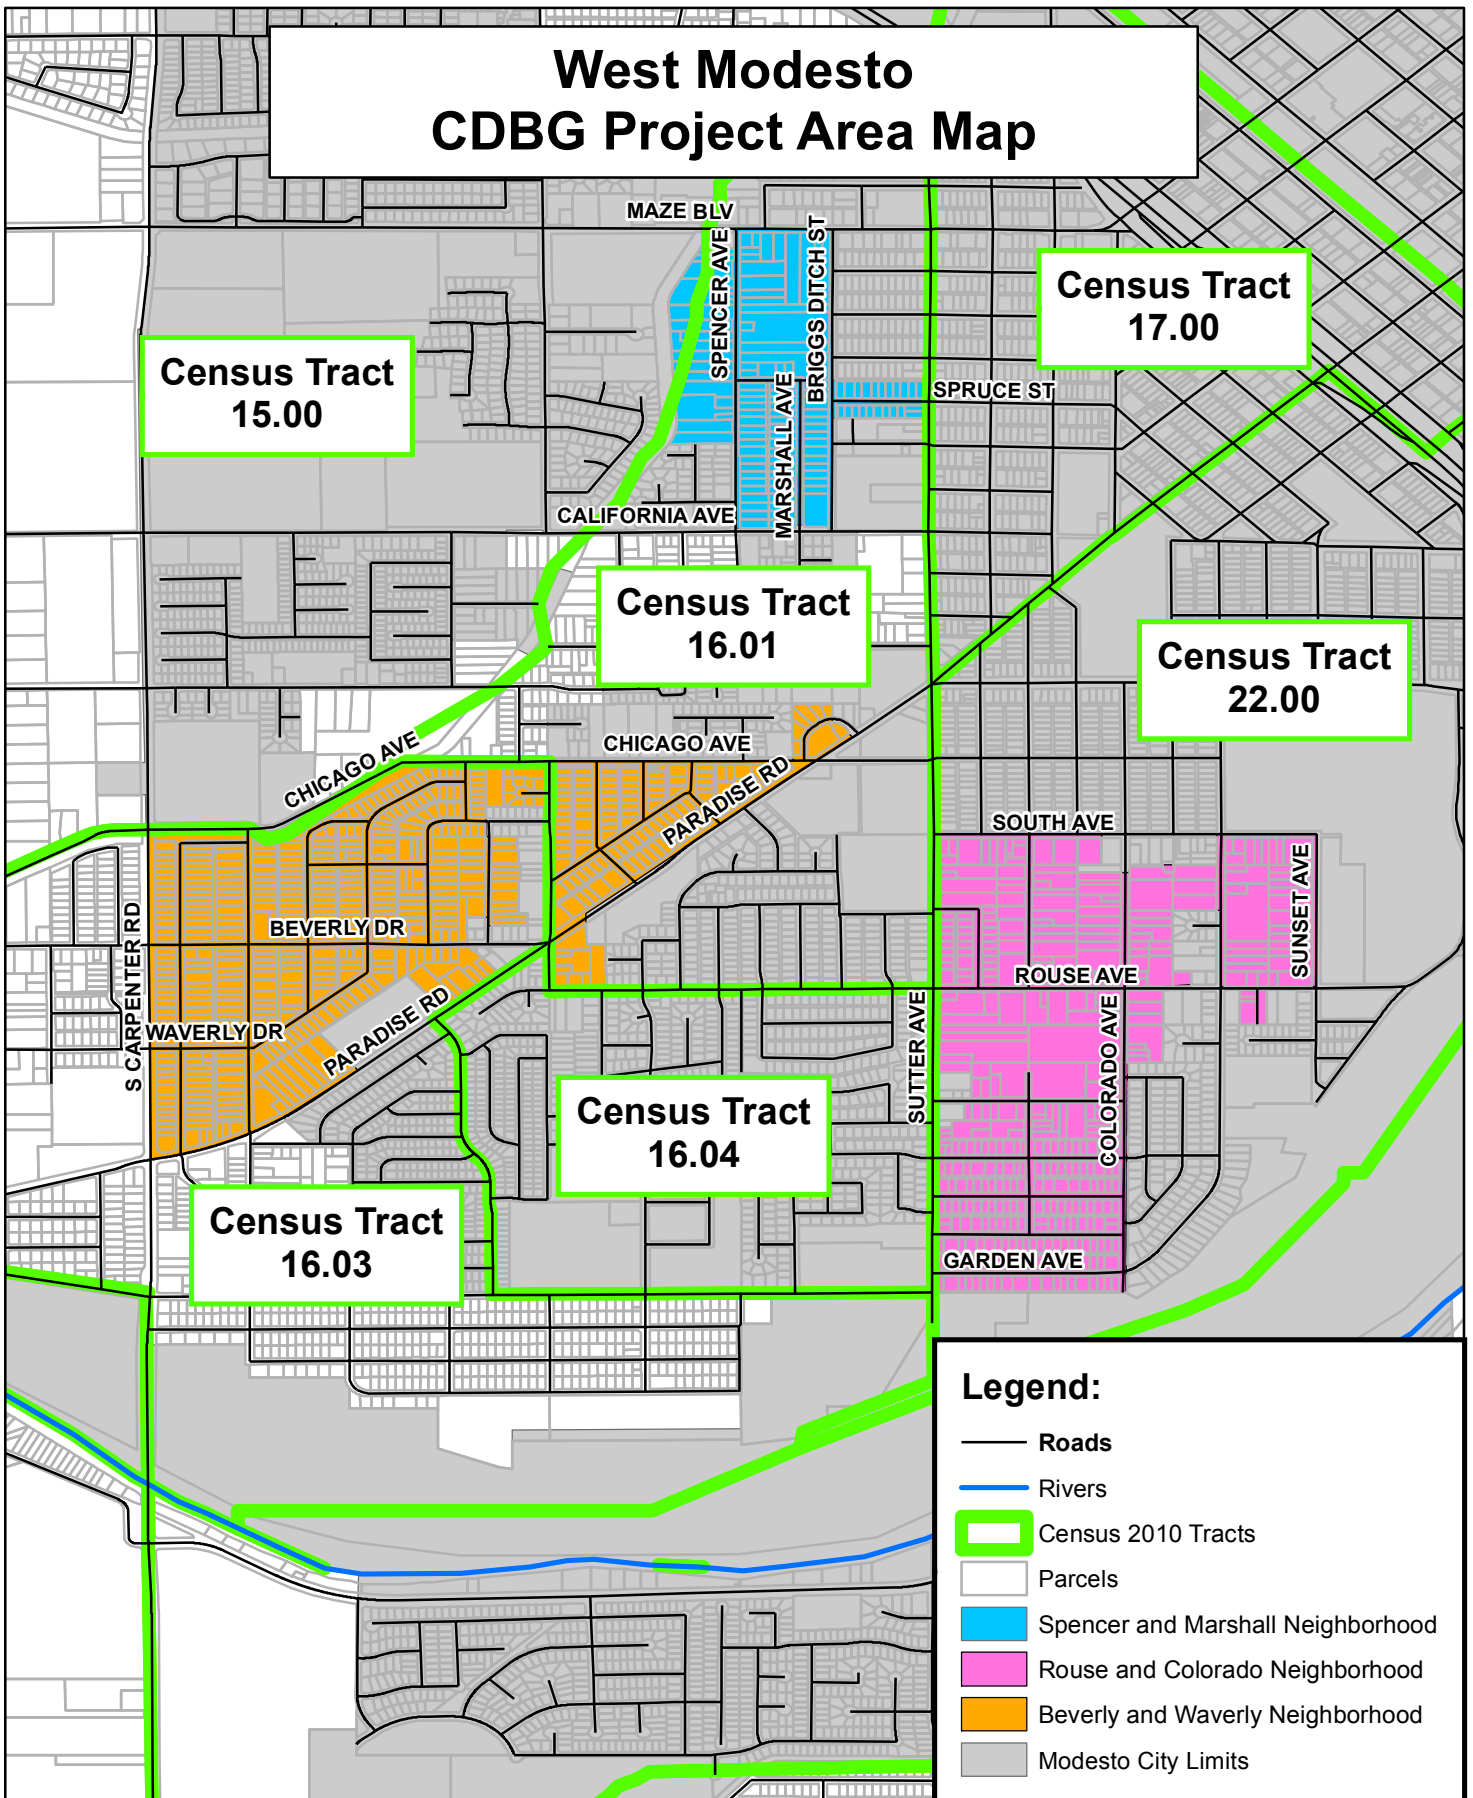 West Modesto
CDBG Project Area Map
MAZE BLV
SPENCER AVE
BRIGGS DITCH ST
Census Tract
17.00
Census Tract
15.00
SPRUCE ST
MARSHALL AVE
CALIFORNIA AVE
Census Tract
16.01
Census Tract
22.00
CHICAGO AVE
CHICAGO AVE
PARADISE RD
SOUTH AVE
SUNSET AVE
S CARPENTER RD
BEVERLY DR
ROUSE AVE
PARADISE RD
WAVERLY DR
SUTTER AVE
COLORADO AVE
Census Tract
16.04
Census Tract
16.03
GARDEN AVE
Legend:
Roads
Rivers
Census 2010 Tracts
Parcels
Spencer and Marshall Neighborhood
Rouse and Colorado Neighborhood
Beverly and Waverly Neighborhood
Modesto City Limits